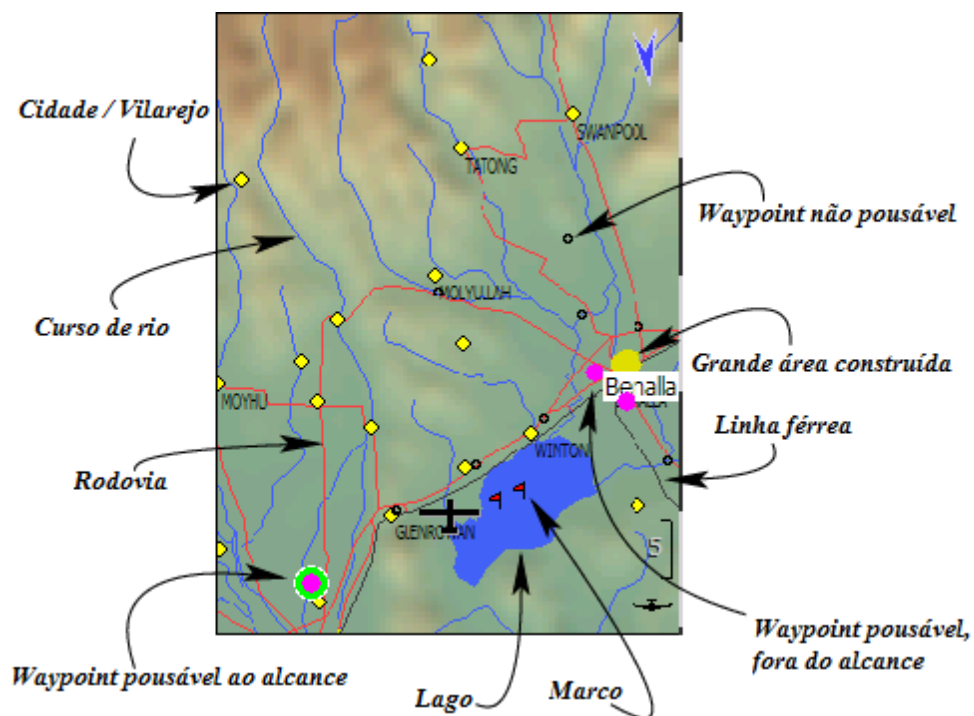 Cidade / Vilarejo
SWANPOOL
TATONG
Waypoint não pousável
MOLYULLAH
Curso de rio
Grande área construída
Benalla
MOYHU
Linha férrea
WINTON
Rodovia
GLENROWAN
5
Waypoint pousável ao alcance
Waypoint pousável,
fora do alcance
Lago
Marco